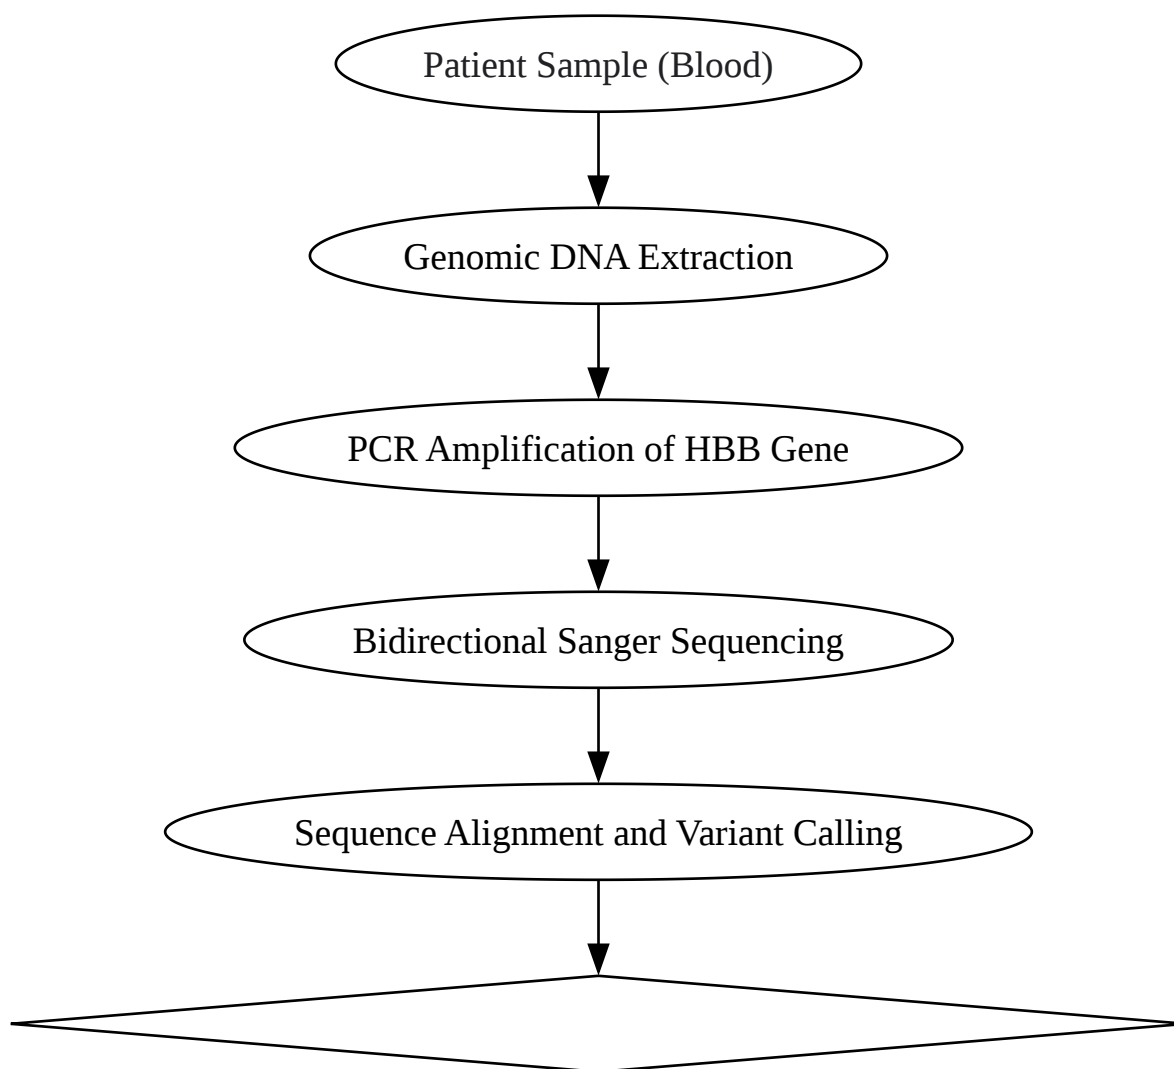 Patient Sample (Blood)
Genomic DNA Extraction
PCR Amplification of HBB Gene
Bidirectional Sanger Sequencing
Sequence Alignment and Variant Calling